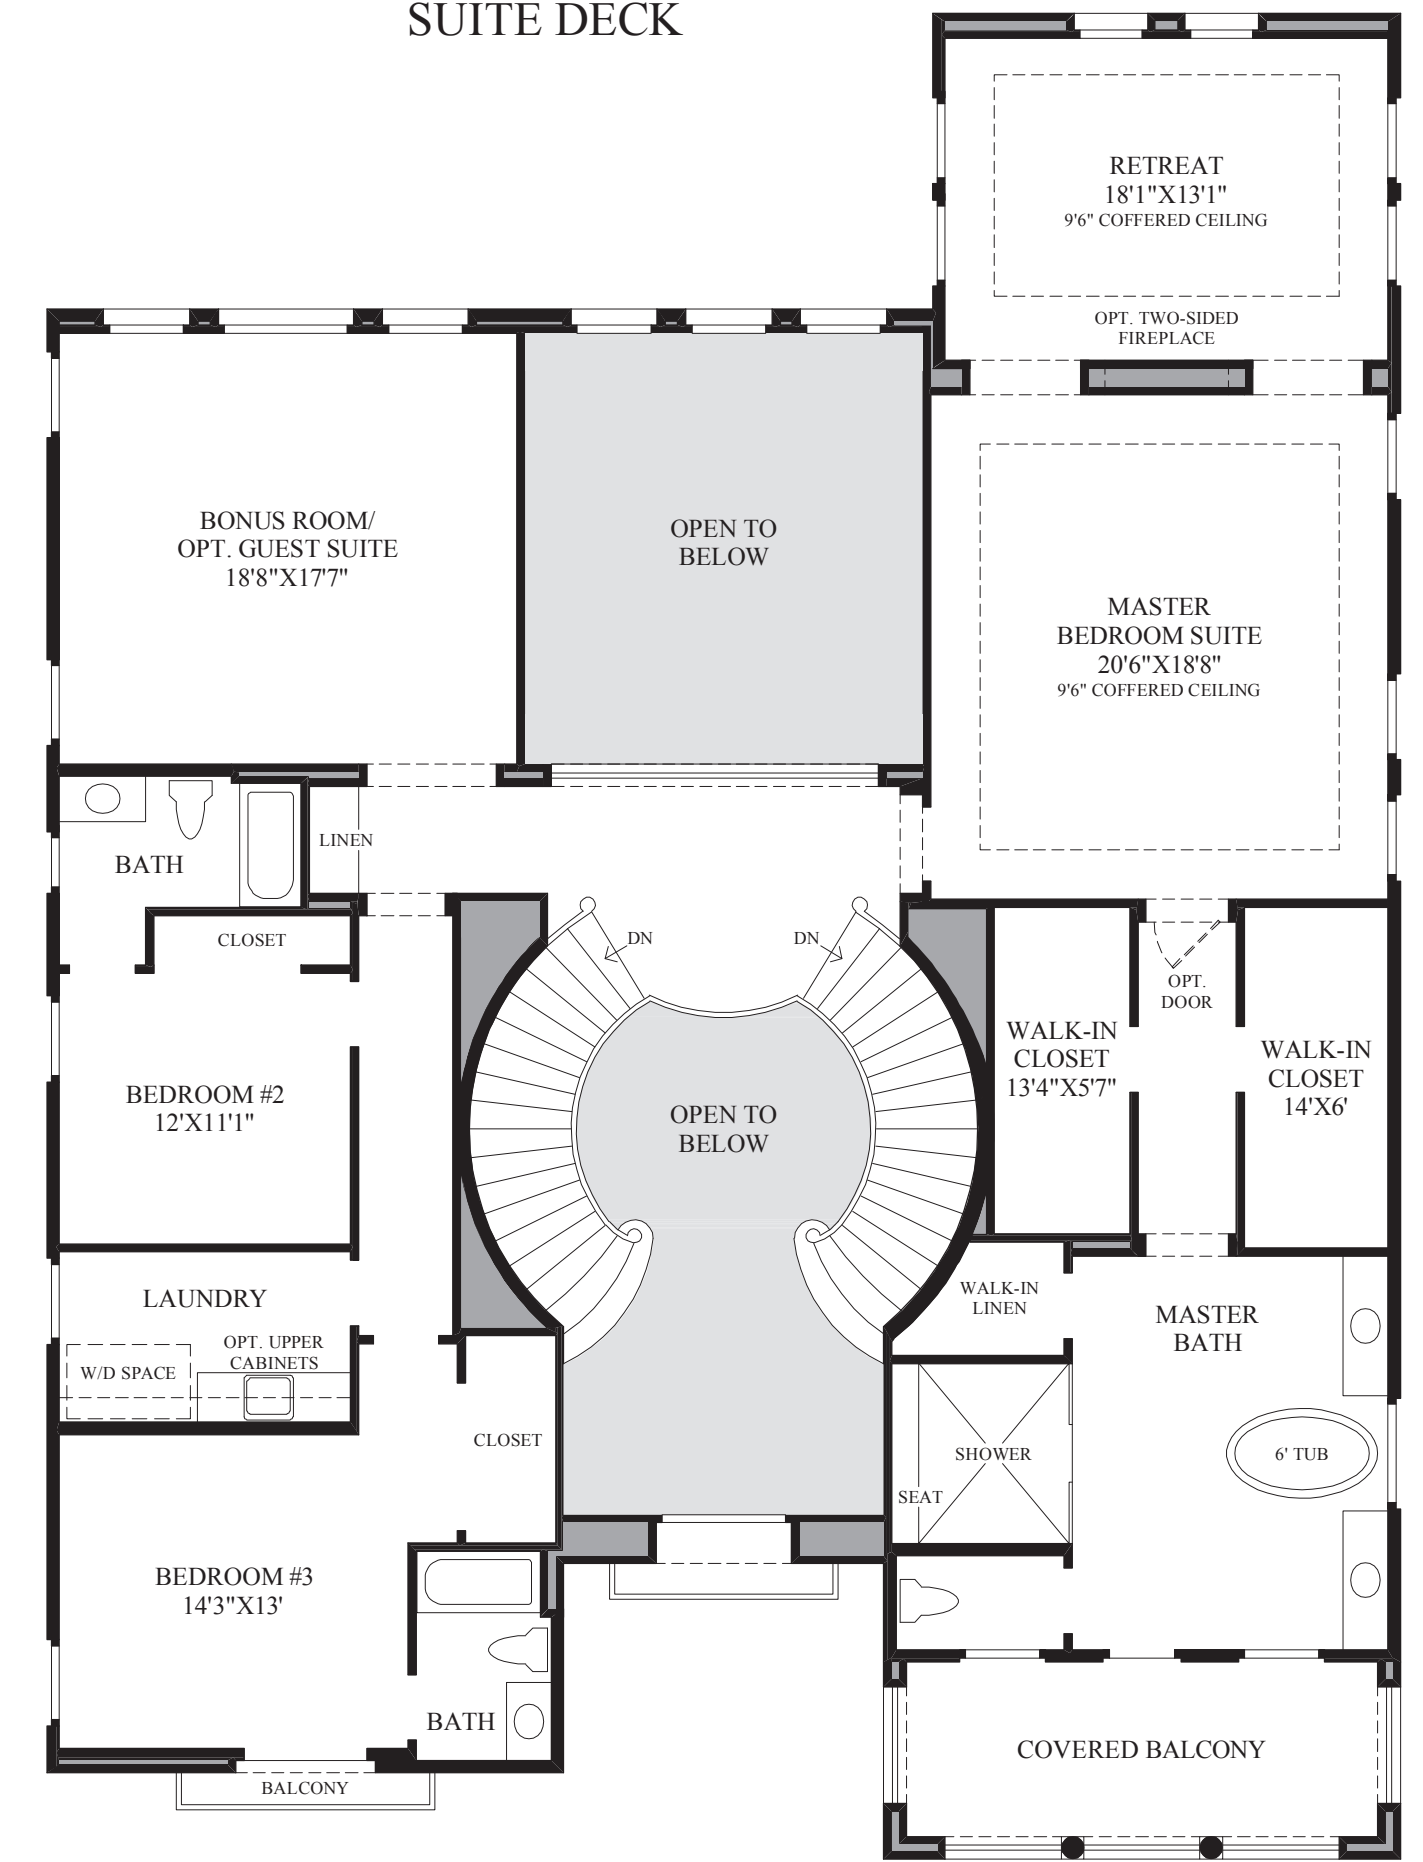 SUITE DECK
RETREAT
18'1"X13'1"
9'6" COFFERED CEILING
OPT. TWO-SIDED
FIREPLACE
BONUS ROOM/
OPT. GUEST SUITE
18'8"X17'7"
OPEN TO
BELOW
MASTER
BEDROOM SUITE
20'6"X18'8"
9'6" COFFERED CEILING
LINEN
BATH
CLOSET
DN
DN
OPT.
DOOR
WALK-IN
CLOSET
13'4"X5'7"
WALK-IN
CLOSET
14'X6'
BEDROOM #2
12'X11'1"
OPEN TO
BELOW
LAUNDRY
OPT. UPPER
CABINETS
W/D SPACE
WALK-IN
LINEN
MASTER
BATH
CLOSET
SHOWER
SEAT
6' TUB
BEDROOM #3
14'3"X13'
BATH
BALCONY
COVERED BALCONY